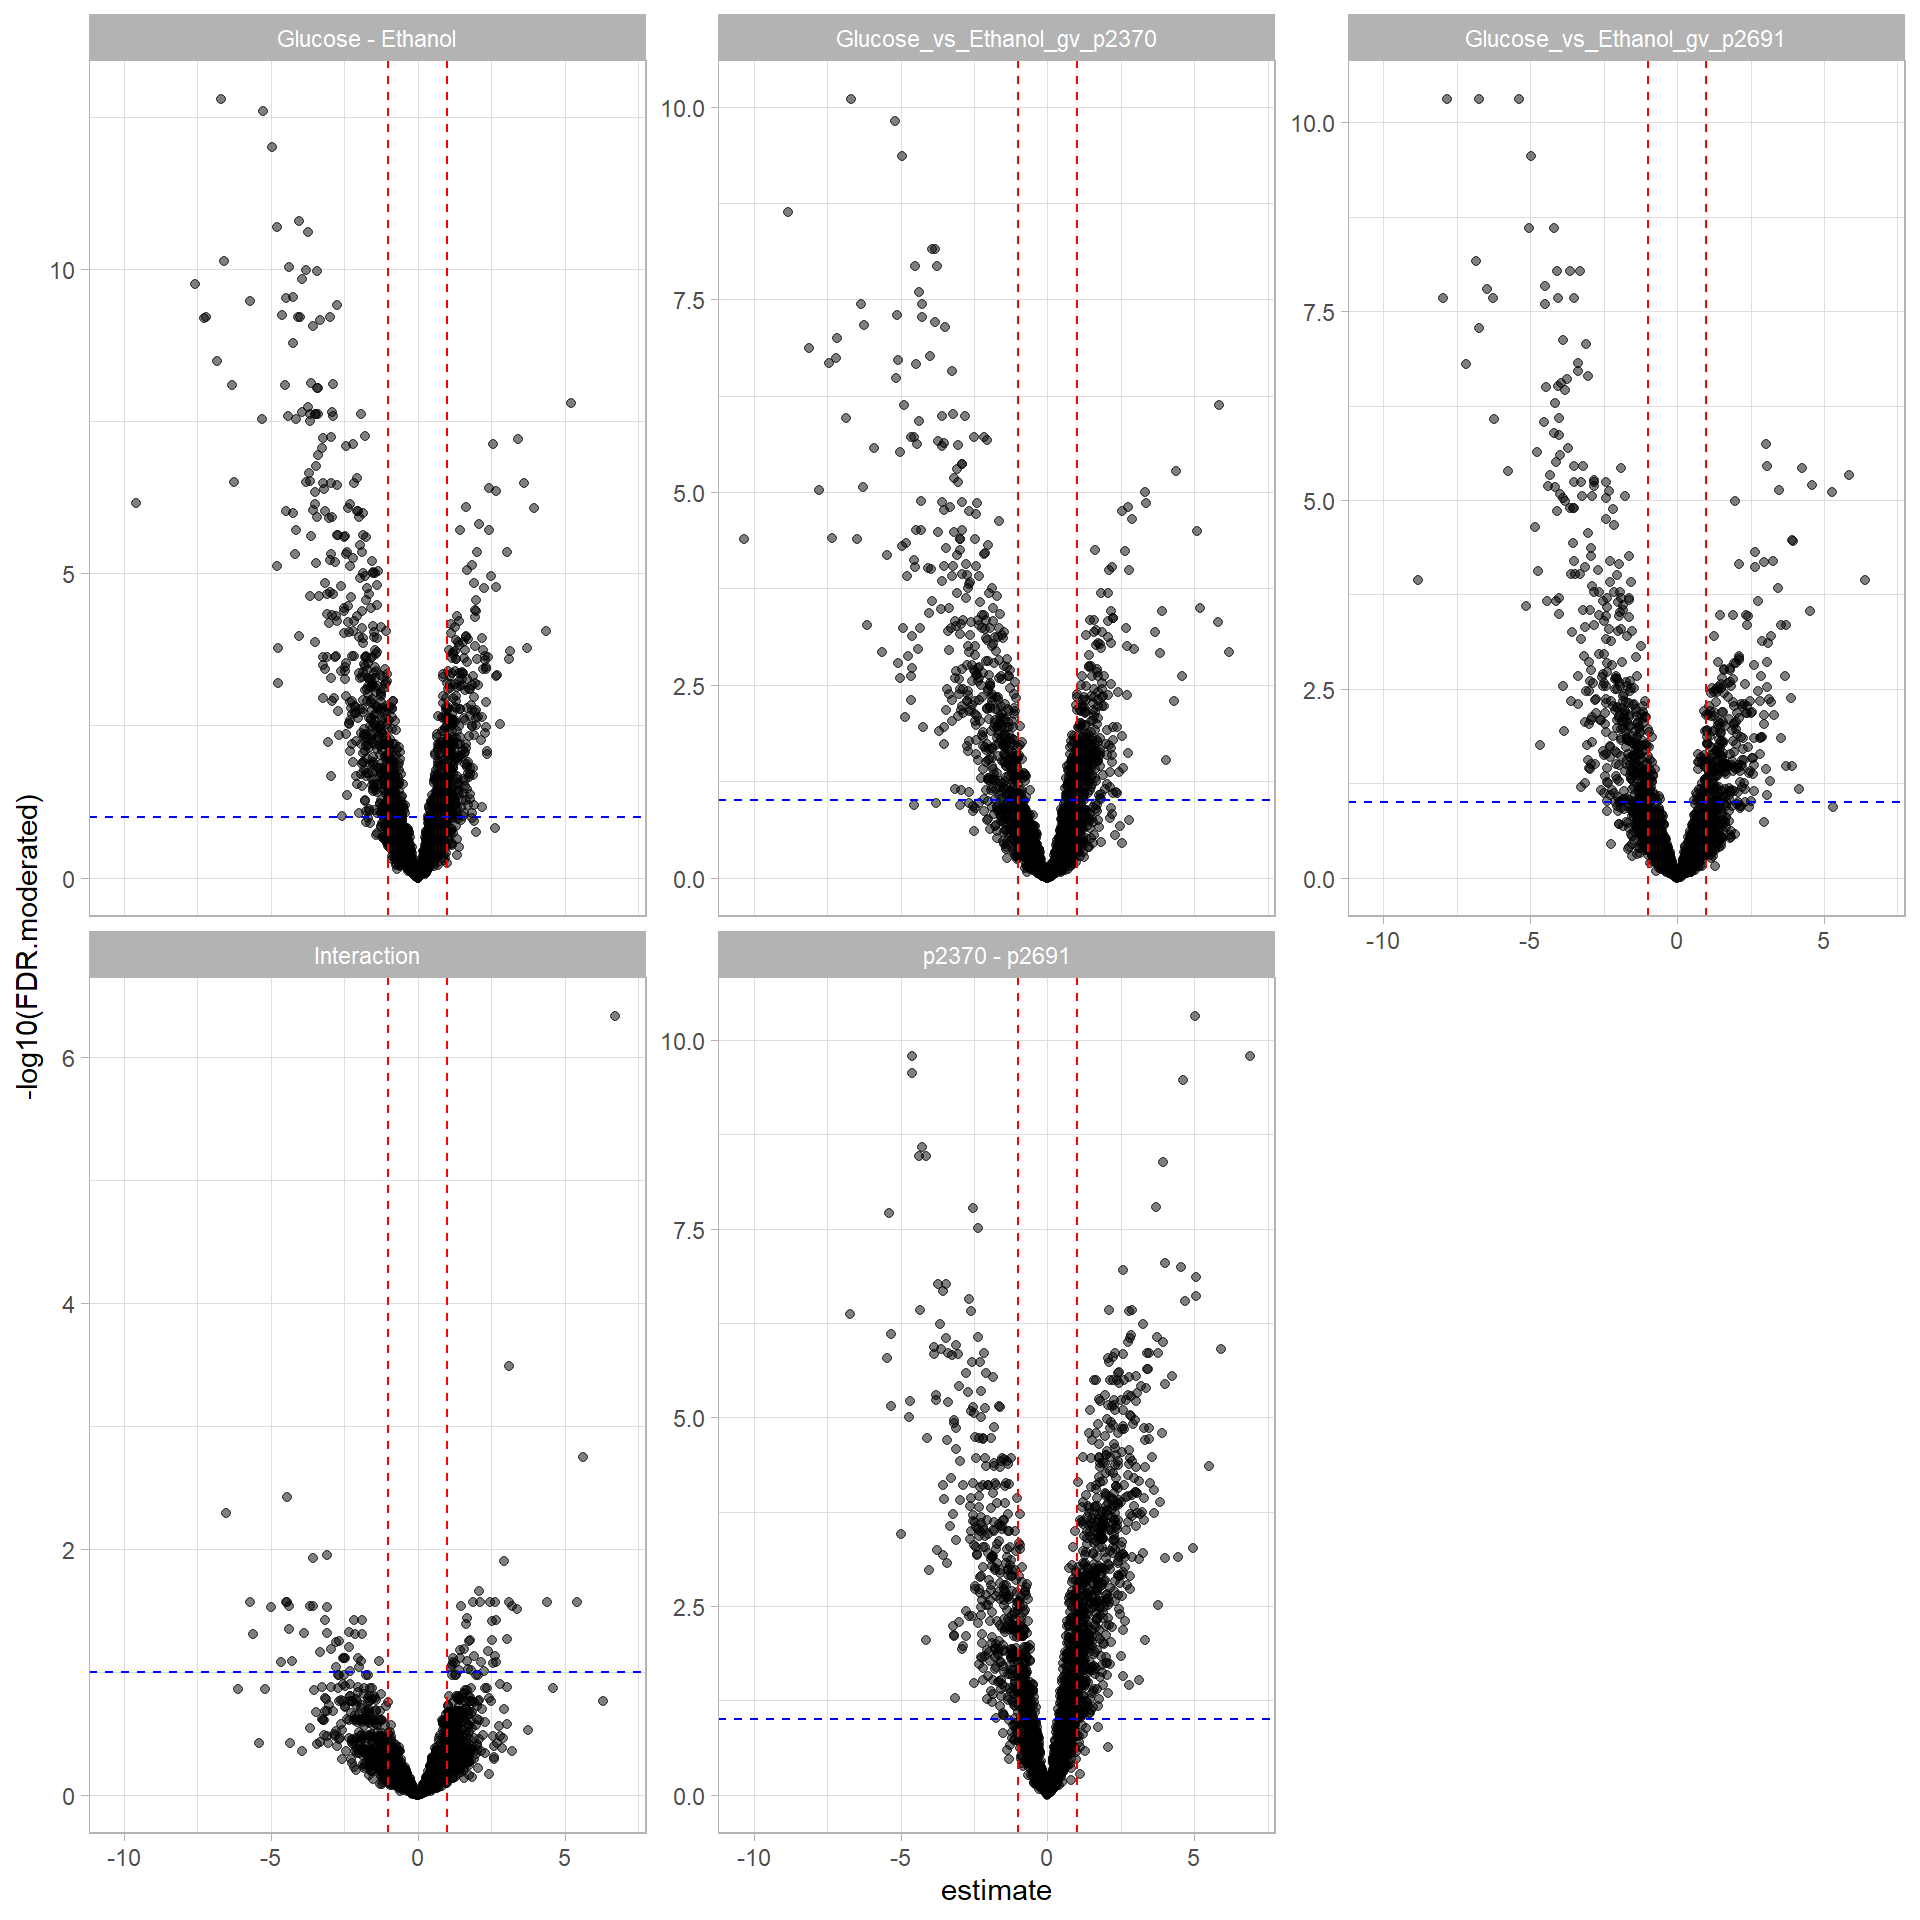 Glucose - Ethanol
Glucose_vs_Ethanol_gv_p2370
Glucose_vs_Ethanol_gv_p2691
10
5
0
10.0
7.5
5.0
2.5
0.0
10.0
7.5
5.0
2.5
0.0
-10 -5 0 5
-log10(FDR.moderated)
Interaction
p2370 - p2691
6
4
2
0
10.0
7.5
5.0
2.5
0.0
-10 -5 0 5
-10 -5 0 5
estimate